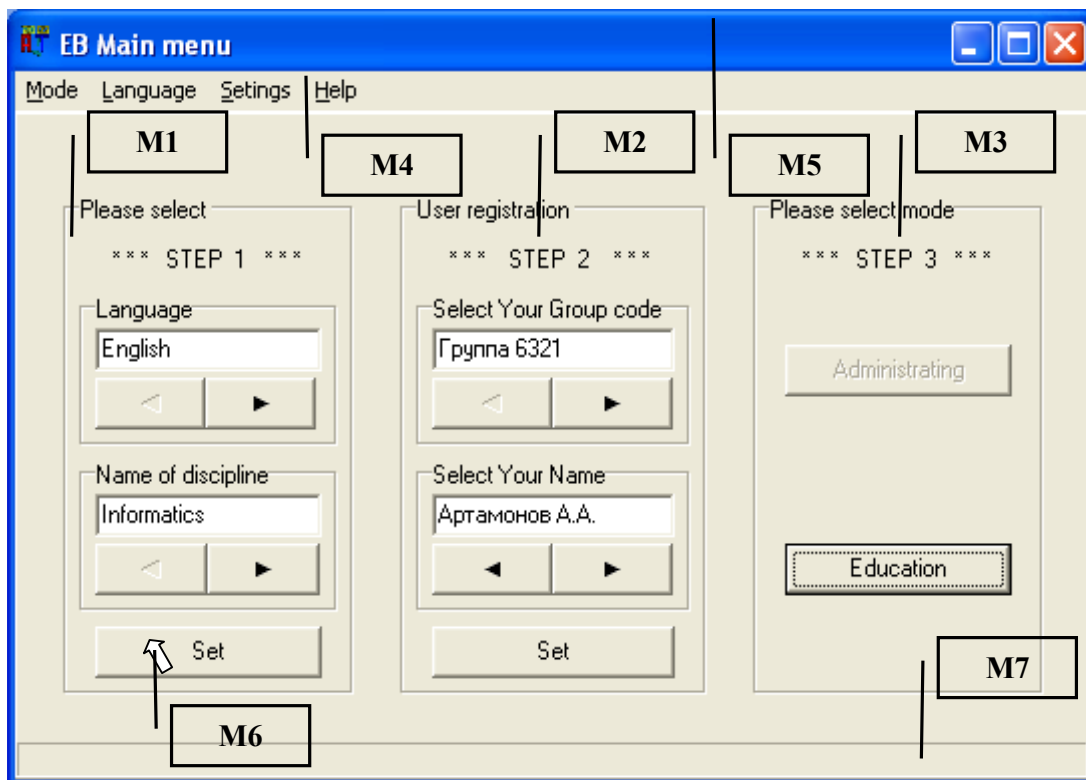 EB Main menu
Mode Language Setings Help
M1
M2
M3
M4
M5
Please select
*** STEP 1 ***
Language
English
Name of discipline
Informatics
Set
User registration
*** STEP 2 ***
Select Your Group code
Группа 6321
Select Your Name
Артамонов А.А.
Set
Please select mode
*** STEP 3 ***
Administrating
Education
M7
M6